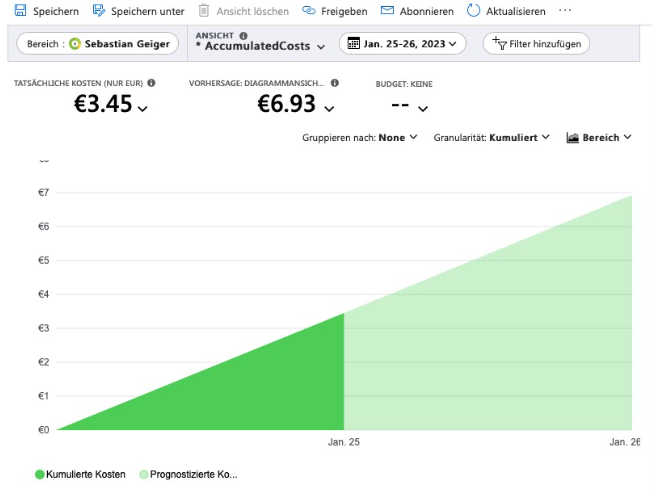 Speichern Speichern unter Ansicht löschen Freigeben Abonnieren Aktualisieren ...
Bereich : Sebastian Geiger
ANSICHT
* AccumulatedCosts
Jan. 25-26, 2023
Filter hinzufügen
TATSÄCHLICHE KOSTEN (NUR EUR) VORHERSAGE: DIAGRAMMANSICH... BUDGET: KEINE
€3.45 €6.93 --
Gruppieren nach: None Granularität: Kumuliert Bereich
€7
€6
€5
€4
€3
€2
€1
€0
Jan. 25 Jan. 26
Kumulierte Kosten Prognostizierte Ko...